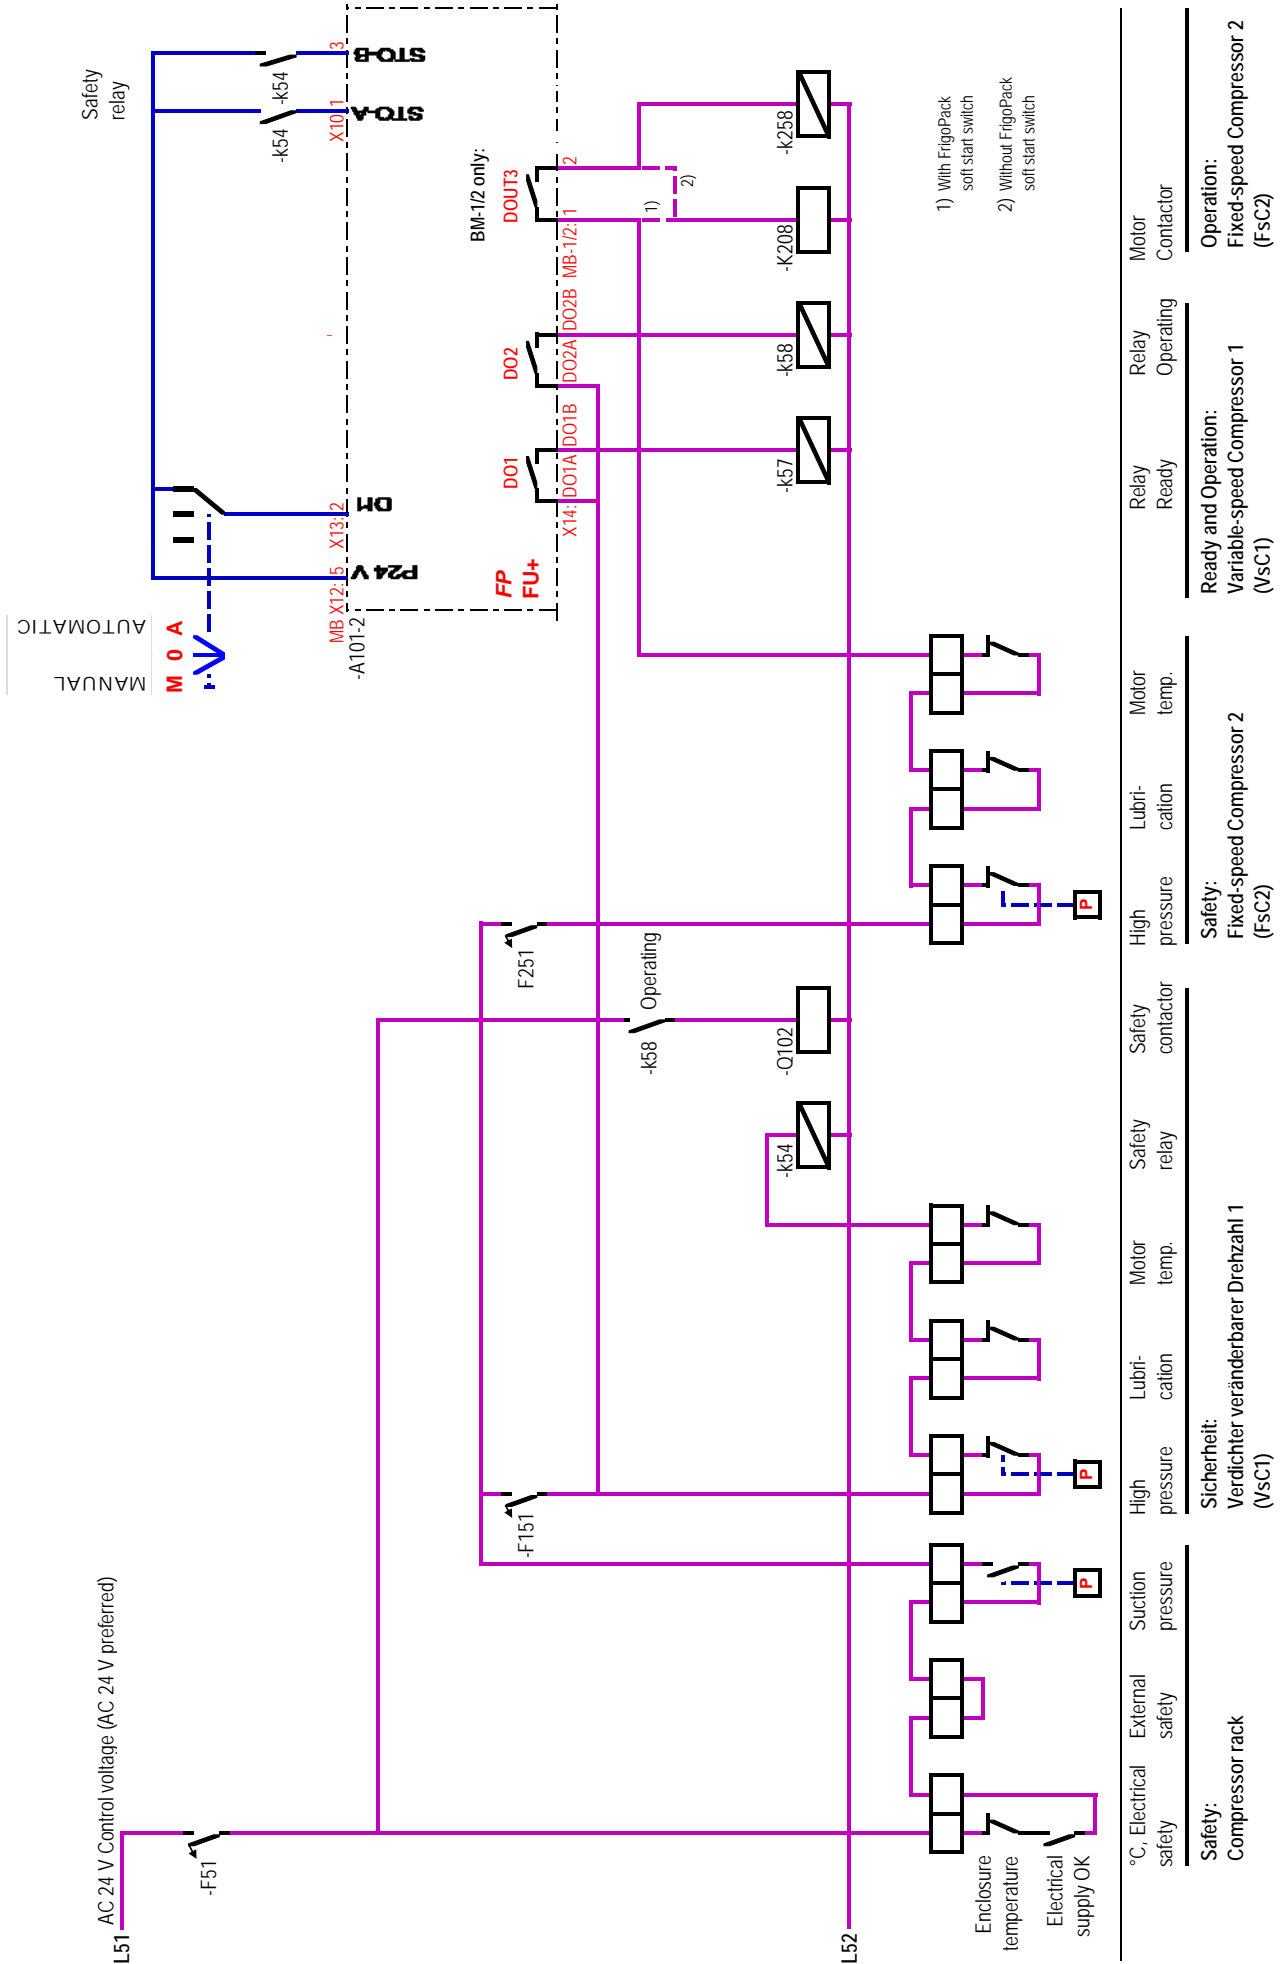 AC 24 V Control voltage (AC 24 V preferred)
L51
-F51
L52
-F151
F251
-k58
Operating
-k54
-Q102
-k57
-k58
-K208
-k258
MANUAL
AUTOMATIC
M 0 A
Safety
relay
-k54
-k54
MB X12: 5
X13: 2
X10 1
3
P24 V
DM
STO-A
STO-B
-A101-2
FP
FU+
BM-1/2 only:
DO1
DO2
DOUT3
X14: DO1A DO1B
DO2A DO2B
MB-1/2: 1
2
1)
2)
1) With FrigoPack
soft start switch
2) Without FrigoPack
soft start switch
P
P
P
Enclosure
temperature
Electrical
supply OK
°C, Electrical
safety
External
safety
Suction
pressure
High
pressure
Lubri-
cation
Motor
temp.
Safety
relay
Safety
contactor
High
pressure
Lubri-
cation
Motor
temp.
Relay
Ready
Relay
Operating
Motor
Contactor
Safety:
Compressor rack
Sicherheit:
Verdichter veränderbarer Drehzahl 1
(VsC1)
Safety:
Fixed-speed Compressor 2
(FsC2)
Ready and Operation:
Variable-speed Compressor 1
(VsC1)
Operation:
Fixed-speed Compressor 2
(FsC2)